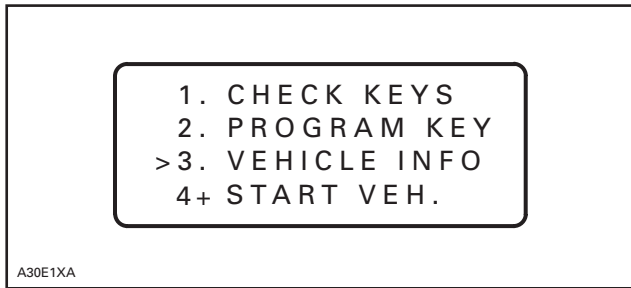 1. CHECK KEYS
2. PROGRAM KEY
>3. VEHICLE INFO
4+ START VEH.
A30E1XA